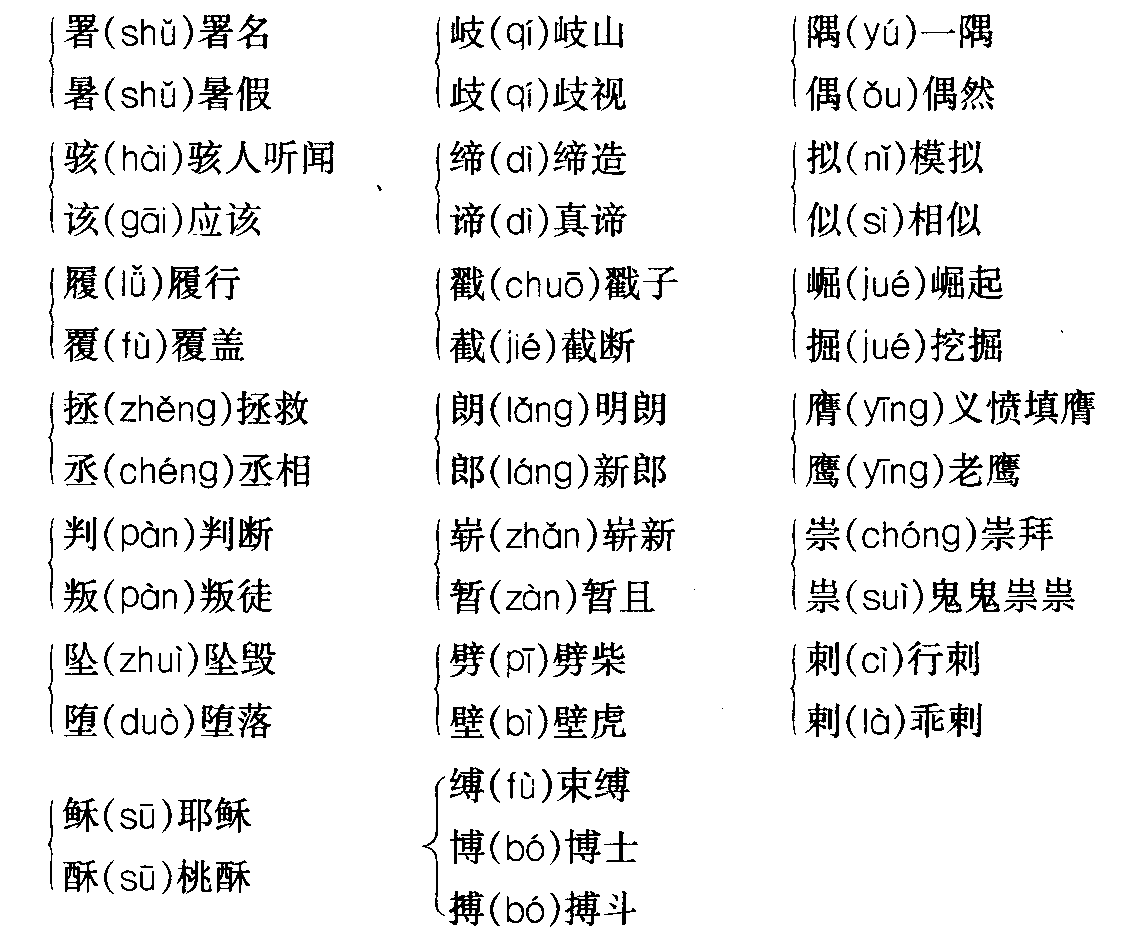 署(shǔ)署名 岐(qí)岐山 隅(yú)一隅
暑(shǔ)暑假 歧(qí)歧视 偶(ǒu)偶然
骇(hài)骇人听闻 缔(dì)缔造 拟(nǐ)模拟
该(gāi)应该 谛(dì)真谛 似(sì)相似
履(lǚ)履行 戳(chuō)戳子 崛(jué)崛起
覆(fù)覆盖 截(jié)截断 掘(jué)挖掘
拯(zhěng)拯救 朗(lǎng)明朗 膺(yīng)义愤填膺
丞(chéng)丞相 郎(láng)新郎 鹰(yīng)老鹰
判(pàn)判断 崭(zhǎn)崭新 崇(chóng)崇拜
叛(pàn)叛徒 暂(zàn)暂且 祟(suì)鬼鬼祟祟
坠(zhuì)坠毁 劈(pī)劈柴 刺(cì)行刺
堕(duò)堕落 壁(bì)壁虎 剌(là)乖剌
稣(sū)耶稣 缚(fù)束缚
酥(sū)桃酥 博(bó)博士
搏(bó)搏斗